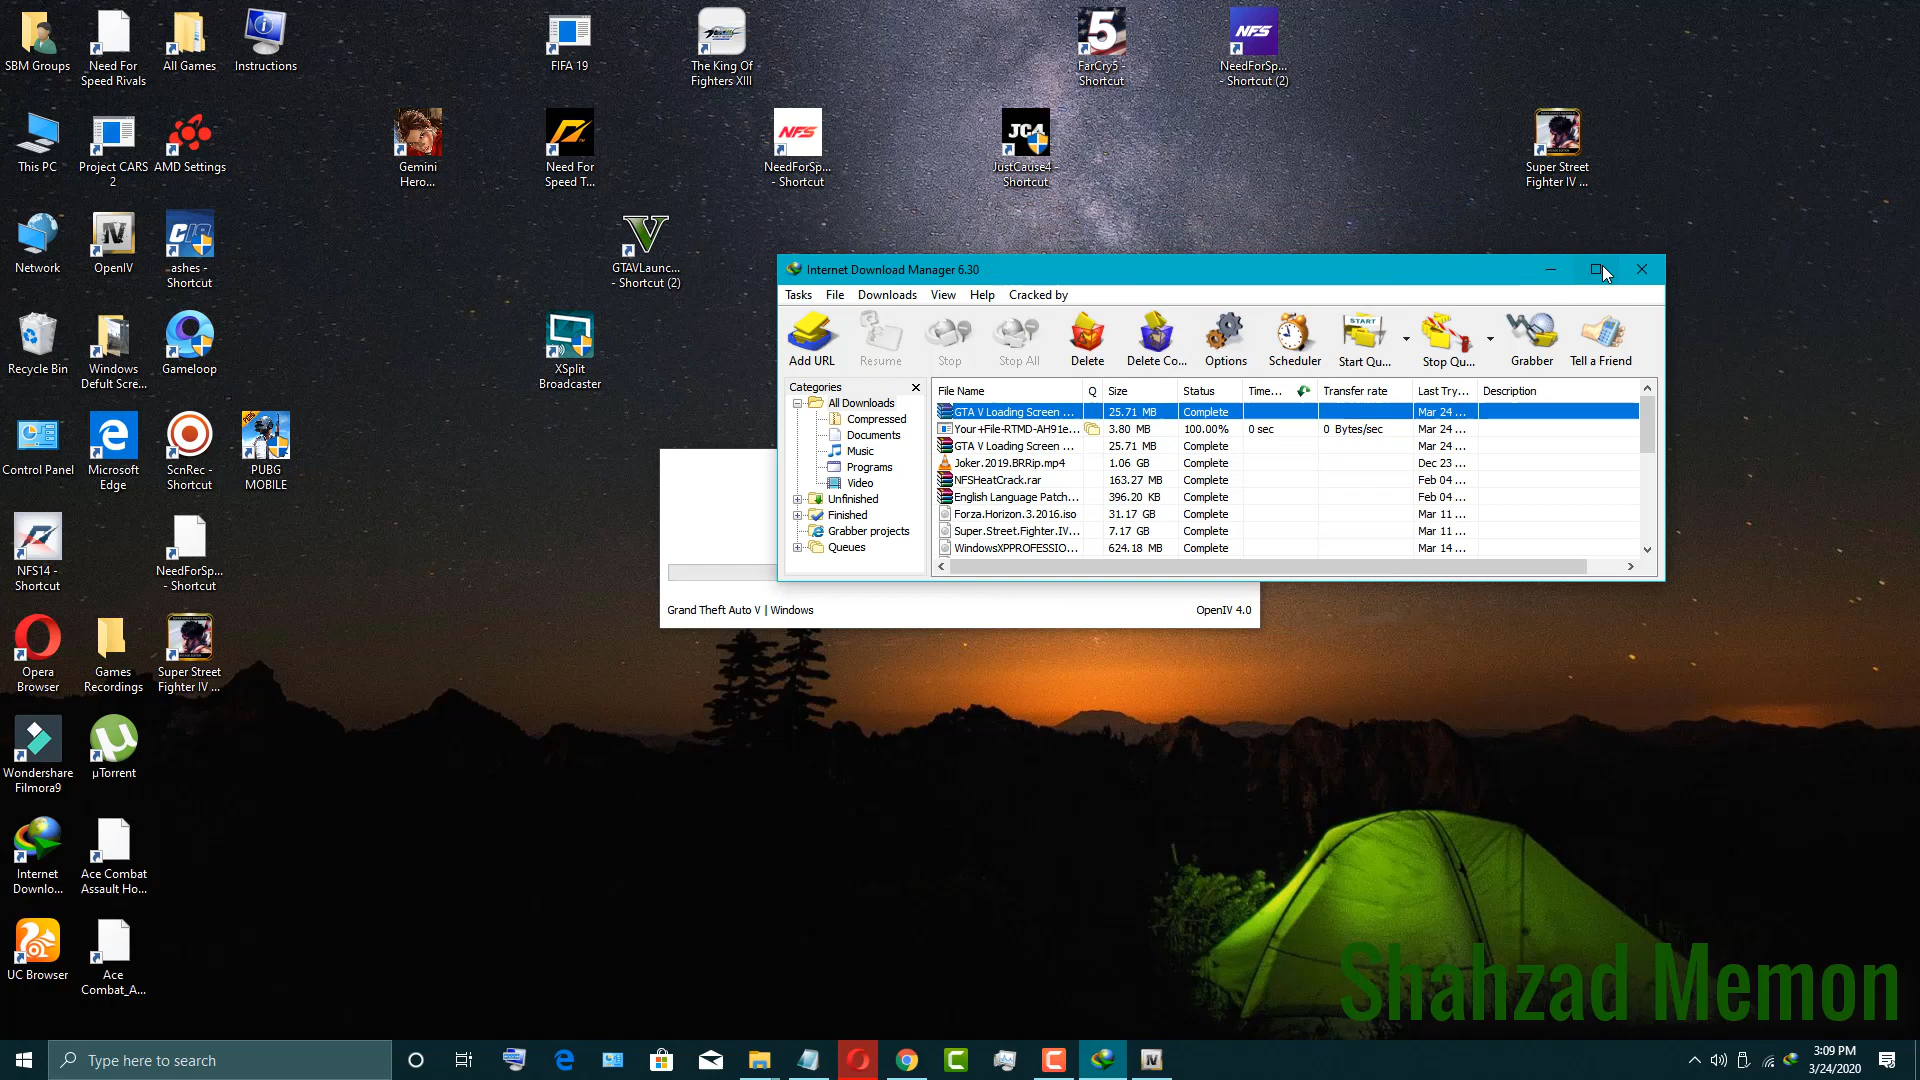 SBM Groups
Need For
Speed Rivals
All Games
Instructions
FIFA 19
The King Of
Fighters XIII
5
FarCry5 -
Shortcut
NFS
NeedForSp...
- Shortcut (2)
This PC
Project CARS
2
AMD Settings
Gemini
Hero...
Need For
Speed T...
NFS
NeedForSp...
- Shortcut
JC4
JustCause4 -
Shortcut
Super Street
Fighter IV ...
Network
OpenIV
ashes -
Shortcut
GTAVLaunc...
- Shortcut (2)
Recycle Bin
Windows
Defult Scre...
Gameloop
XSplit
Broadcaster
Control Panel
Microsoft
Edge
ScnRec -
Shortcut
PUBG
MOBILE
NFS14 -
Shortcut
NeedForSp...
- Shortcut
Opera
Browser
Games
Recordings
Super Street
Fighter IV ...
Wondershare
Filmora9
µTorrent
Internet
Downlo...
Ace Combat
Assault Ho...
UC Browser
Ace
Combat_A...
Internet Download Manager 6.30
Tasks File Downloads View Help Cracked by
Add URL Resume Stop Stop All Delete Delete Co... Options Scheduler START Start Qu... Stop Qu... Grabber Tell a Friend
Categories
All Downloads
Compressed
Documents
Music
Programs
Video
Unfinished
Finished
Grabber projects
Queues
File Name Q Size Status Time... Transfer rate Last Try... Description
GTA V Loading Screen ... 25.71 MB Complete Mar 24 ...
Your+File-RTMD-AH91e... 3.80 MB 100.00% 0 sec 0 Bytes/sec Mar 24 ...
GTA V Loading Screen ... 25.71 MB Complete Mar 24 ...
Joker.2019.BRRip.mp4 1.06 GB Complete Dec 23 ...
NFSHeatCrack.rar 163.27 MB Complete Feb 04 ...
English Language Patch... 396.20 KB Complete Feb 04 ...
Forza.Horizon.3.2016.iso 31.17 GB Complete Mar 11 ...
Super.Street.Fighter.IV... 7.17 GB Complete Mar 11 ...
WindowsXPPROFESSIO... 624.18 MB Complete Mar 14 ...
Grand Theft Auto V | Windows OpenIV 4.0
Shahzad Memon
Type here to search
3:09 PM
3/24/2020